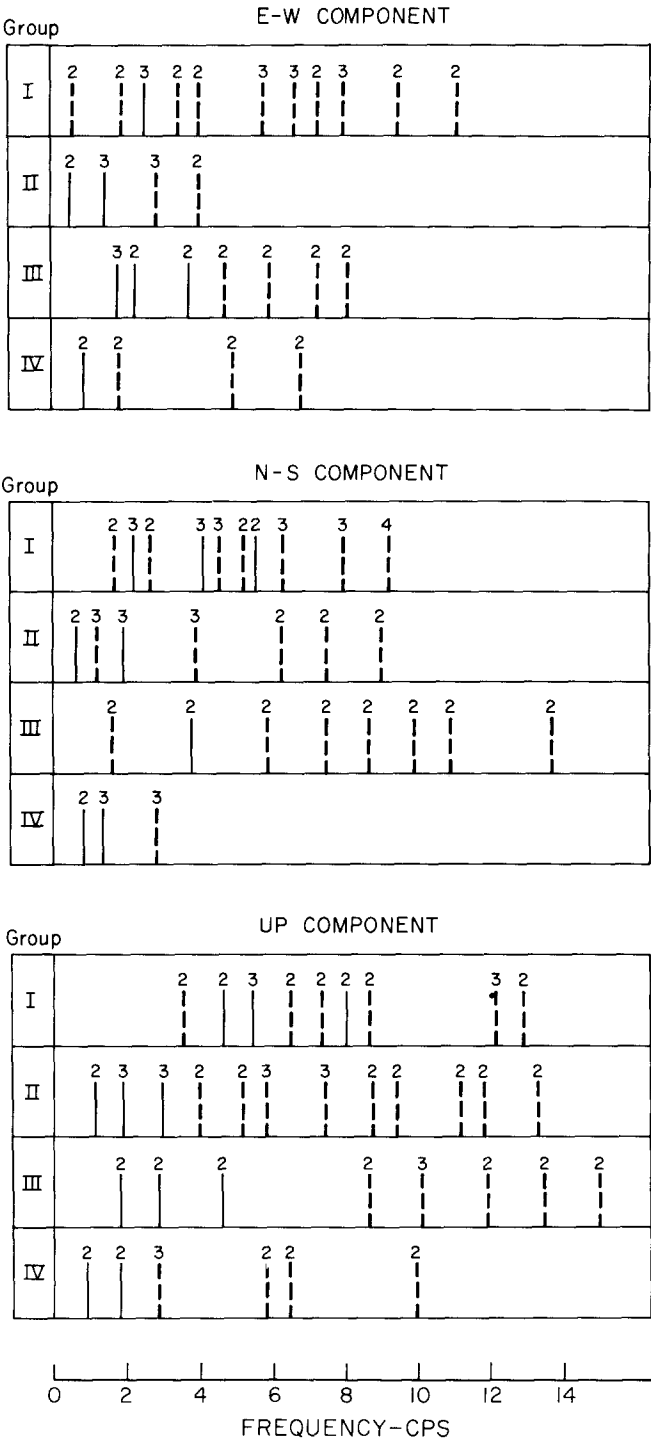 E-W COMPONENT
Group
2 2 3 2 2 3 3 2 3 2 2
I
2 3 3 2
II
3 2 2 2 2 2 2
III
2 2 2 2
IV
N-S COMPONENT
Group
2 3 2 3 3 2 2 3 3 4
I
2 3 3 3 2 2 2
II
2 2 2 2 2 2 2 2
III
2 3 3
IV
UP COMPONENT
Group
2 2 3 2 2 2 2 3 2
I
2 3 3 2 2 3 3 2 2 2 2 2
II
2 2 2 2 3 2 2 2
III
2 2 3 2 2 2
IV
0 2 4 6 8 10 12 14
FREQUENCY-CPS